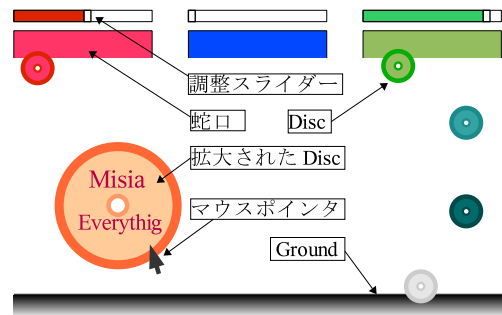 調整スライダー
蛇口
Disc
拡大された Disc
Misia
Everythig
マウスポインタ
Ground